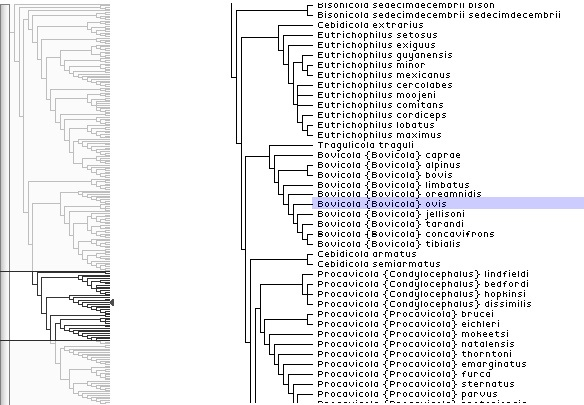 Bisonicola sedecimdecembrii bison
Bisonicola sedecimdecembrii sedecimdecembrii
Cebidicola extrarius
Eutrichophilus setosus
Eutrichophilus exiguus
Eutrichophilus guyanensis
Eutrichophilus minor
Eutrichophilus mexicanus
Eutrichophilus cercolabes
Eutrichophilus moojeni
Eutrichophilus comitans
Eutrichophilus cordiceps
Eutrichophilus lobatus
Eutrichophilus maximus
Tragulicola traguli
Bovicola {Bovicola} caprae
Bovicola {Bovicola} alpinus
Bovicola {Bovicola} bovis
Bovicola {Bovicola} limbatus
Bovicola {Bovicola} oreamnidis
Bovicola {Bovicola} ovis
Bovicola {Bovicola} jellisoni
Bovicola {Bovicola} tarandi
Bovicola {Bovicola} concavifrons
Bovicola {Bovicola} tibialis
Cebidicola armatus
Cebidicola semiarmatus
Procavicola {Condylocephalus} lindfieldi
Procavicola {Condylocephalus} bedfordi
Procavicola {Condylocephalus} hopkinsi
Procavicola {Condylocephalus} dissimilis
Procavicola {Procavicola} brucei
Procavicola {Procavicola} eichleri
Procavicola {Procavicola} mokeetsi
Procavicola {Procavicola} natalensis
Procavicola {Procavicola} thorntoni
Procavicola {Procavicola} emarginatus
Procavicola {Procavicola} furca
Procavicola {Procavicola} sternatus
Procavicola {Procavicola} parvus